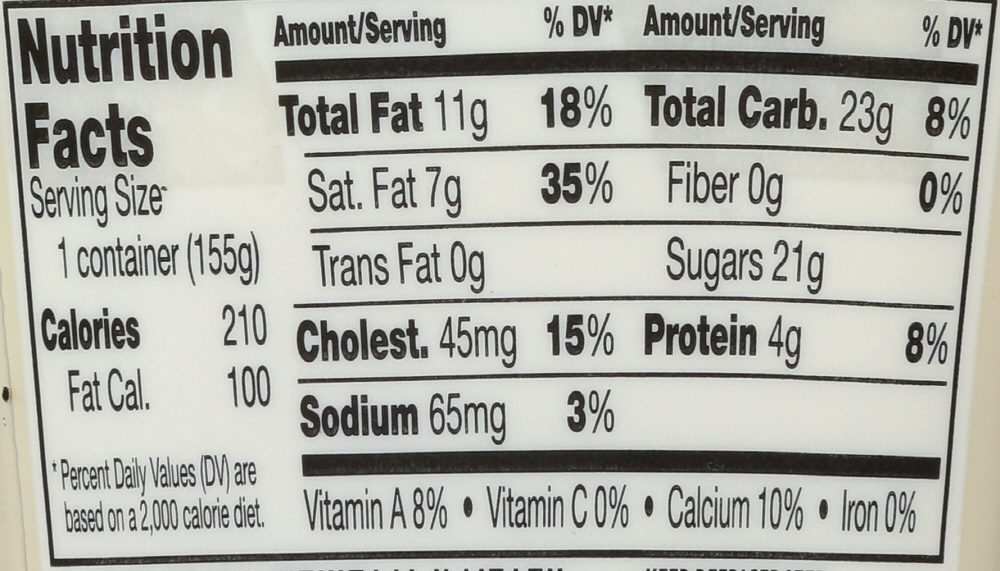 Nutrition
Facts
Serving Size
1 container (155g)
Calories 210
Fat Cal. 100
* Percent Daily Values (DV) are
based on a 2,000 calorie diet.
Amount/Serving % DV* Amount/Serving % DV*
Total Fat 11g 18% Total Carb. 23g 8%
Sat. Fat 7g 35% Fiber 0g 0%
Trans Fat 0g Sugars 21g
Cholest. 45mg 15% Protein 4g 8%
Sodium 65mg 3%
Vitamin A 8% • Vitamin C 0% • Calcium 10% • Iron 0%